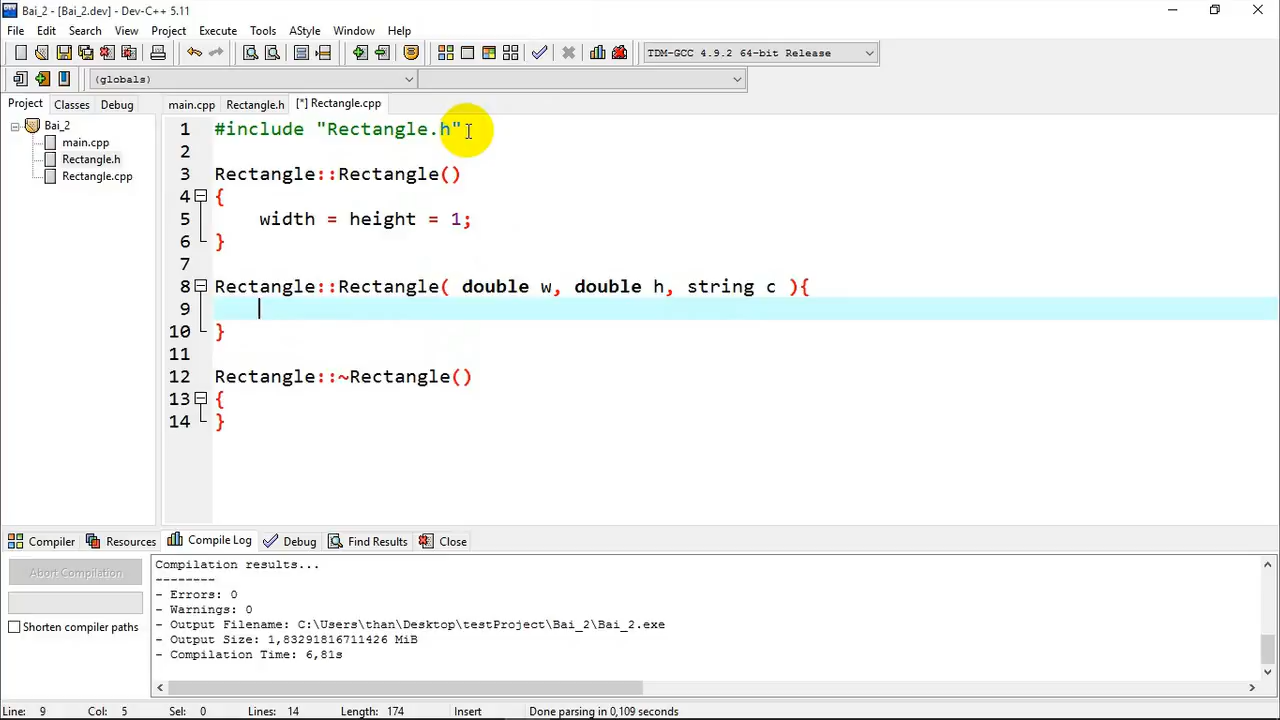 Bai_2 - [Bai_2.dev] - Dev-C++ 5.11
File Edit Search View Project Execute Tools AStyle Window Help
TDM-GCC 4.9.2 64-bit Release
(globals)
Project Classes Debug
main.cpp Rectangle.h [*] Rectangle.cpp
Bai_2
main.cpp
Rectangle.h
Rectangle.cpp
1 #include "Rectangle.h"
2
3 Rectangle::Rectangle()
4 {
5 width = height = 1;
6 }
7
8 Rectangle::Rectangle( double w, double h, string c ){
9
10 }
11
12 Rectangle::~Rectangle()
13 {
14 }
Compiler Resources Compile Log Debug Find Results Close
Abort Compilation
Shorten compiler paths
Compilation results...
--------
- Errors: 0
- Warnings: 0
- Output Filename: C:\Users\than\Desktop\testProject\Bai_2\Bai_2.exe
- Output Size: 1,83291816711426 MiB
- Compilation Time: 6,81s
Line: 9 Col: 5 Sel: 0 Lines: 14 Length: 174 Insert Done parsing in 0,109 seconds